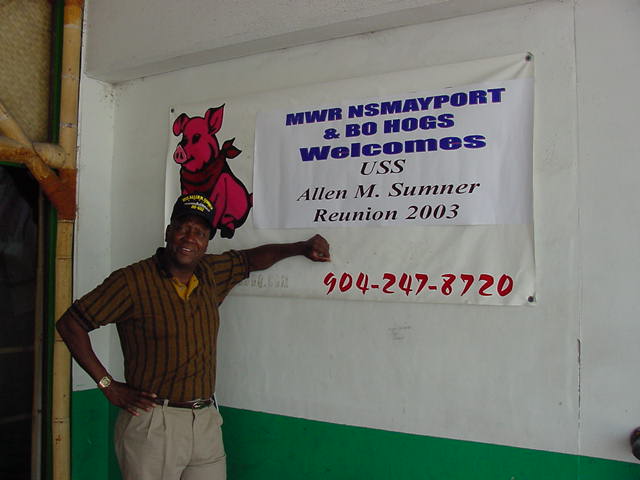 MWR NSMAYPORT
& BO HOGS
Welcomes
USS
Allen M. Sumner
Reunion 2003
904-247-8720